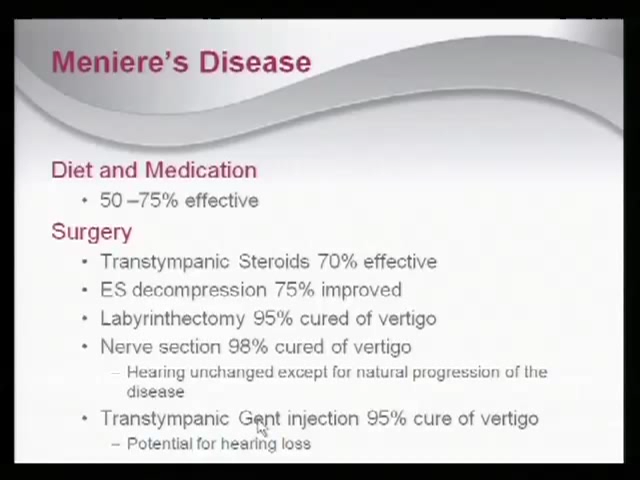 Meniere's Disease
Diet and Medication
• 50 –75% effective
Surgery
• Transtympanic Steroids 70% effective
• ES decompression 75% improved
• Labyrinthectomy 95% cured of vertigo
• Nerve section 98% cured of vertigo
– Hearing unchanged except for natural progression of the
disease
• Transtympanic Gent injection 95% cure of vertigo
– Potential for hearing loss